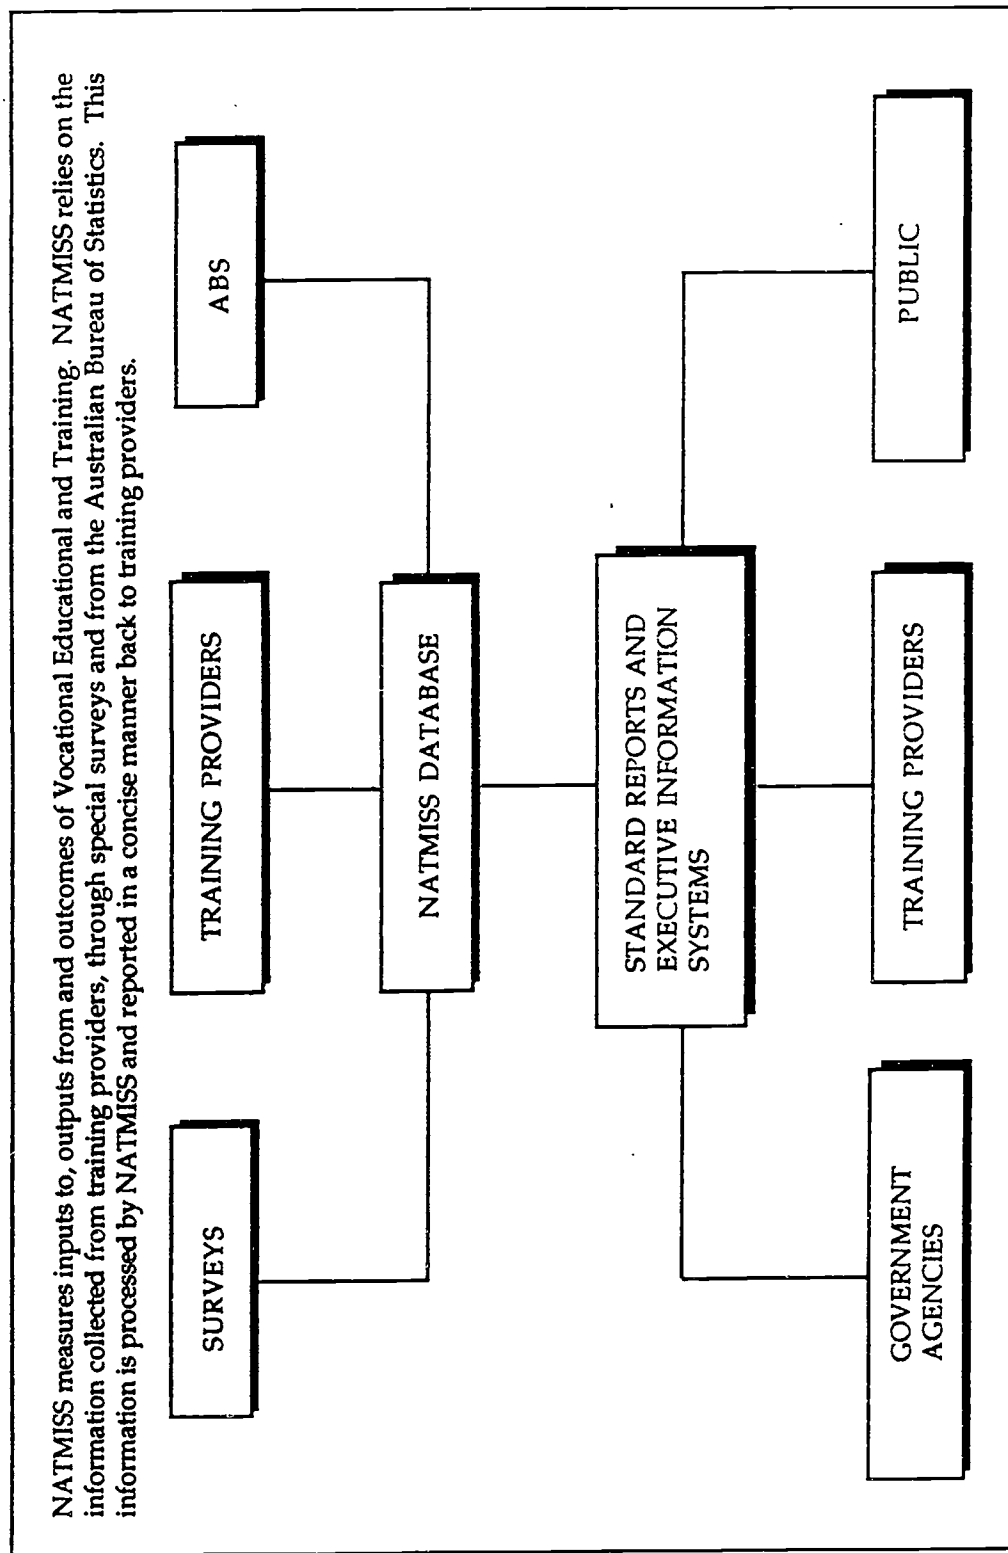 NATMISS measures inputs to, outputs from and outcomes of Vocational Educational and Training. NATMISS relies on the
information collected from training providers, through special surveys and from the Australian Bureau of Statistics. This
information is processed by NATMISS and reported in a concise manner back to training providers.
SURVEYS
TRAINING PROVIDERS
ABS
NATMISS DATABASE
STANDARD REPORTS AND
EXECUTIVE INFORMATION
SYSTEMS
GOVERNMENT
AGENCIES
TRAINING PROVIDERS
PUBLIC